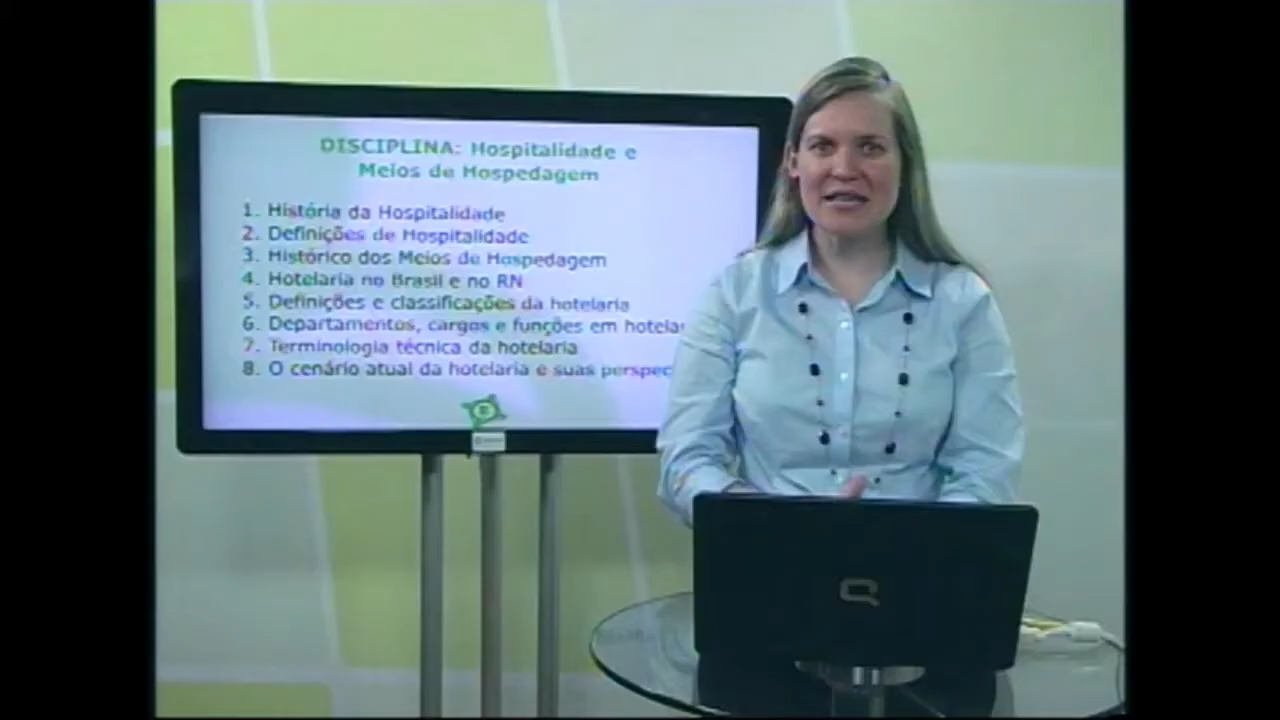 DISCIPLINA: Hospitalidade e
Meios de Hospedagem
1. História da Hospitalidade
2. Definições de Hospitalidade
3. Histórico dos Meios de Hospedagem
4. Hotelaria no Brasil e no RN
5. Definições e classificações da hotelaria
6. Departamentos, cargos e funções em
7. Terminologia técnica da hotelaria
8. O cenário atual da hotelaria e suas